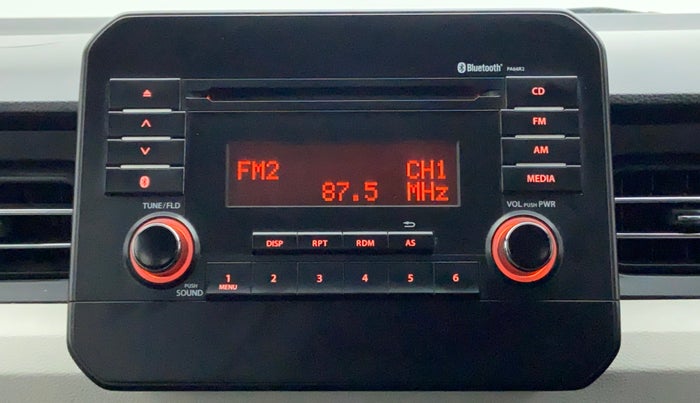 Bluetooth® PA66R2
CD
FM
AM
MEDIA
FM2 CH1
87.5 MHz
TUNE/FLD
VOL PUSH PWR
DISP RPT RDM AS
PUSH
SOUND
1 2 3 4 5 6
MENU